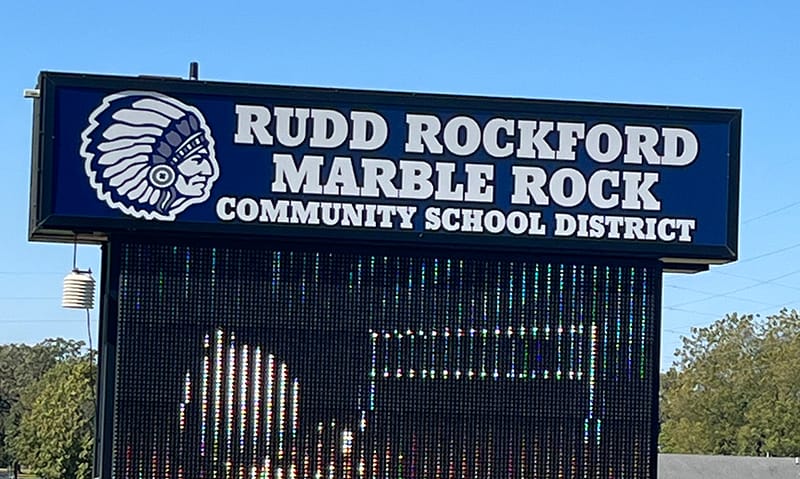 RUDD ROCKFORD
MARBLE ROCK
COMMUNITY SCHOOL DISTRICT